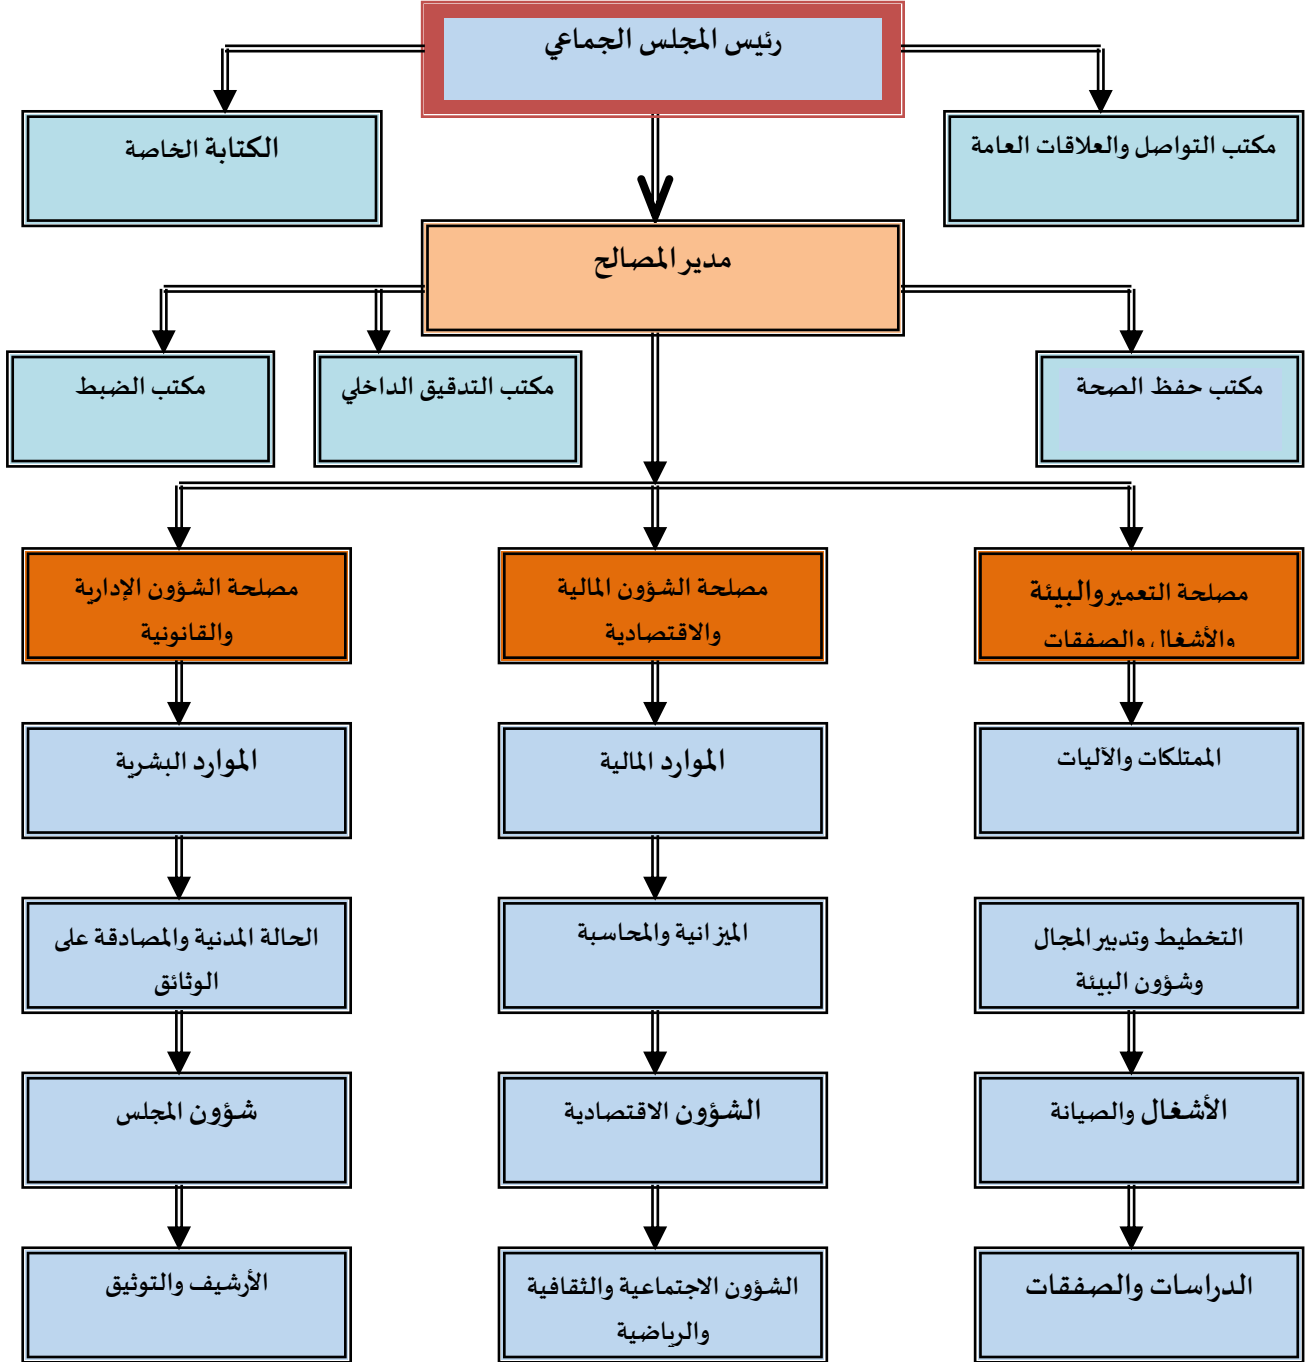 رئيس المجلس الجماعي
مكتب التواصل والعلاقات العامة
الكتابة الخاصة
مدير المصالح
مكتب حفظ الصحة
مكتب التدقيق الداخلي
مكتب الضبط
مصلحة التعمير والبيئة
والأشغال والصفقات
مصلحة الشؤون المالية
والاقتصادية
مصلحة الشؤون الإدارية
والقانونية
الممتلكات والآليات
الموارد المالية
الموارد البشرية
التخطيط وتدبير المجال
وشؤون البيئة
الميزانية والمحاسبة
الحالة المدنية والمصادقة على
الوثائق
الأشغال والصيانة
الشؤون الاقتصادية
شؤون المجلس
الدراسات والصفقات
الشؤون الاجتماعية والثقافية
والرياضية
الأرشيف والتوثيق